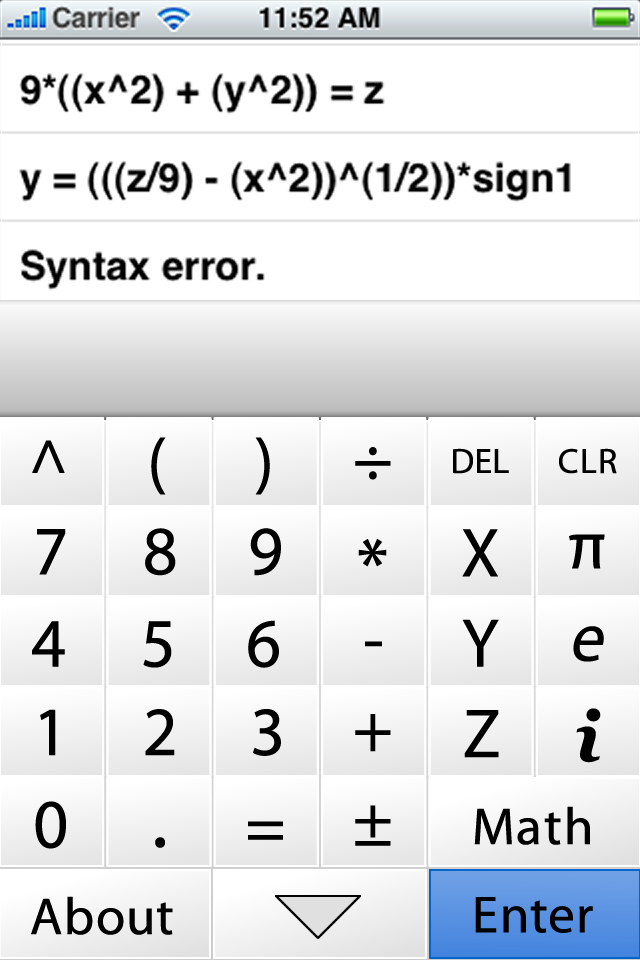 Carrier 11:52 AM
9*((x^2) + (y^2)) = z
y = (((z/9) - (x^2))^(1/2))*sign1
Syntax error.
^ ( ) ÷ DEL CLR
7 8 9 * X π
4 5 6 - Y e
1 2 3 + Z i
0 . = ± Math
About Enter